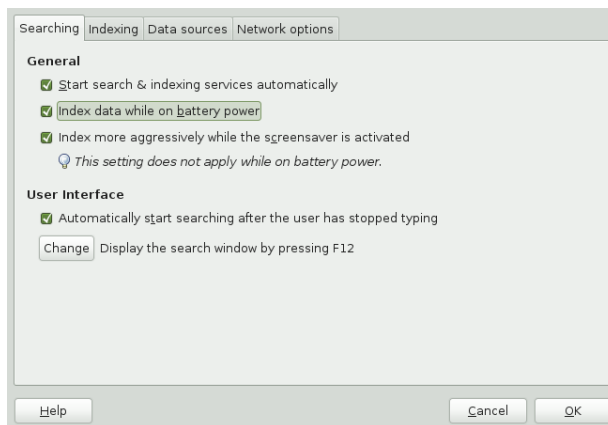 Searching Indexing Data sources Network options
General
Start search & indexing services automatically
Index data while on battery power
Index more aggressively while the screensaver is activated
This setting does not apply while on battery power.
User Interface
Automatically start searching after the user has stopped typing
Change Display the search window by pressing F12
Help Cancel OK